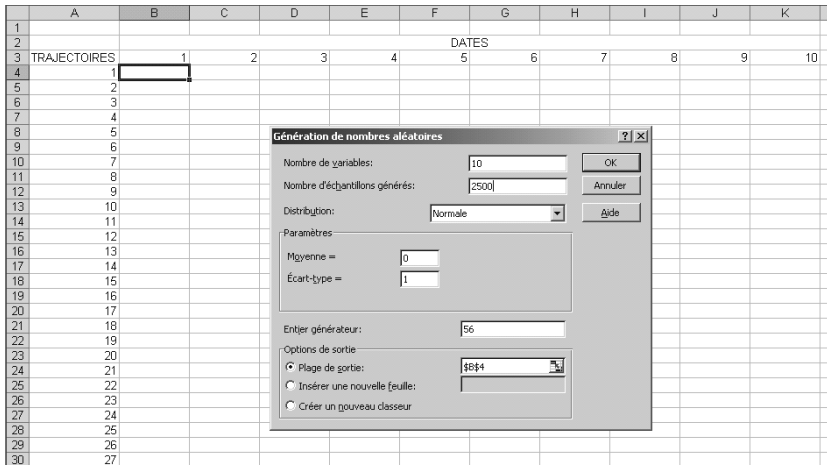 A B C D E F G H I J K
1
2 DATES
3 TRAJECTOIRES 1 2 3 4 5 6 7 8 9 10
4 1
5 2
6 3
7 4
8 5
9 6
10 7
11 8
12 9
13 10
14 11
15 12
16 13
17 14
18 15
19 16
20 17
21 18
22 19
23 20
24 21
25 22
26 23
27 24
28 25
29 26
30 27
Génération de nombres aléatoires
Nombre de variables: 10 OK
Nombre d'échantillons générés: 2500 Annuler
Distribution: Normale Aide
Paramètres
Moyenne = 0
Écart-type = 1
Entier générateur: 56
Options de sortie
Plage de sortie: $B$4
Insérer une nouvelle feuille:
Créer un nouveau classeur